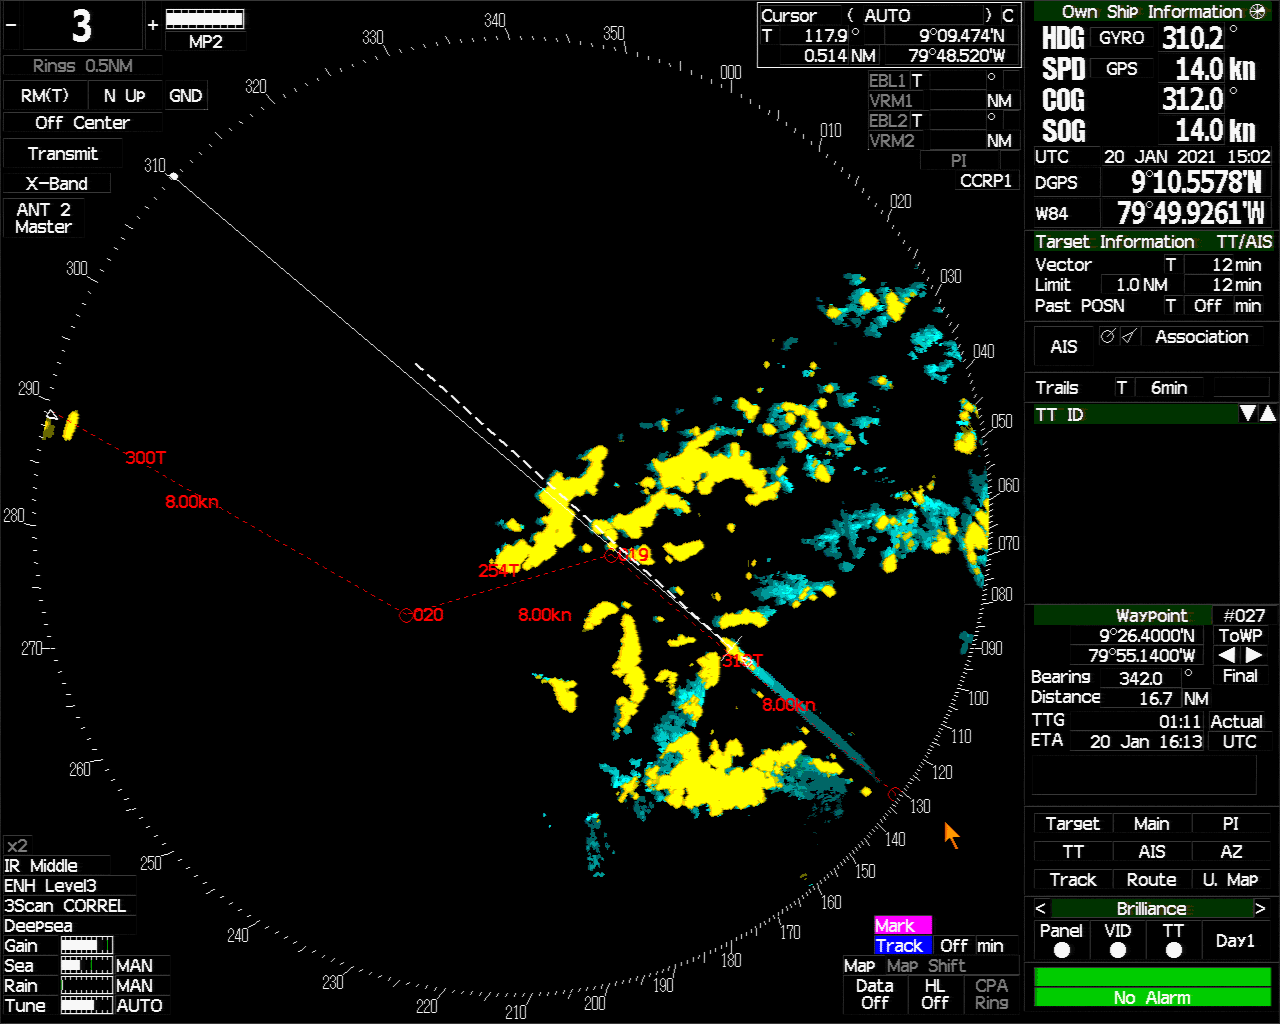 - 3 + MP2
Rings 0.5NM
RM(T) N Up GND
Off Center
Transmit
X-Band
ANT 2
Master
Cursor ( AUTO ) C
T 117.9 ° 9°09.474'N
0.514 NM 79°48.520'W
EBL1 T °
VRM1 NM
EBL2 T °
VRM2 NM
PI
CCRP1
340
350
000
010
020
030
040
050
060
070
080
090
100
110
120
130
140
150
160
170
180
190
200
210
220
230
240
250
260
270
280
290
300
310
320
330
300T
8.00kn
020
254T
8.00kn
019
312T
8.00kn
Own Ship Information
HDG GYRO 310.2 °
SPD GPS 14.0 kn
COG 312.0 °
SOG 14.0 kn
UTC 20 JAN 2021 15:02
DGPS 9°10.5578'N
W84 79°49.9261'W
Target Information TT/AIS
Vector T 12 min
Limit 1.0 NM 12 min
Past POSN T Off min
AIS Association
Trails T 6min
TT ID
Waypoint #027
9°26.4000'N ToWP
79°55.1400'W
Bearing 342.0 ° Final
Distance 16.7 NM
TTG 01:11 Actual
ETA 20 Jan 16:13 UTC
Target Main PI
TT AIS AZ
Track Route U. Map
< Brilliance >
Panel VID TT Day1
No Alarm
x2
IR Middle
ENH Level3
3Scan CORREL
Deepsea
Gain
Sea MAN
Rain MAN
Tune AUTO
Mark
Track Off min
Map Map Shift
Data HL CPA
Off Off Ring